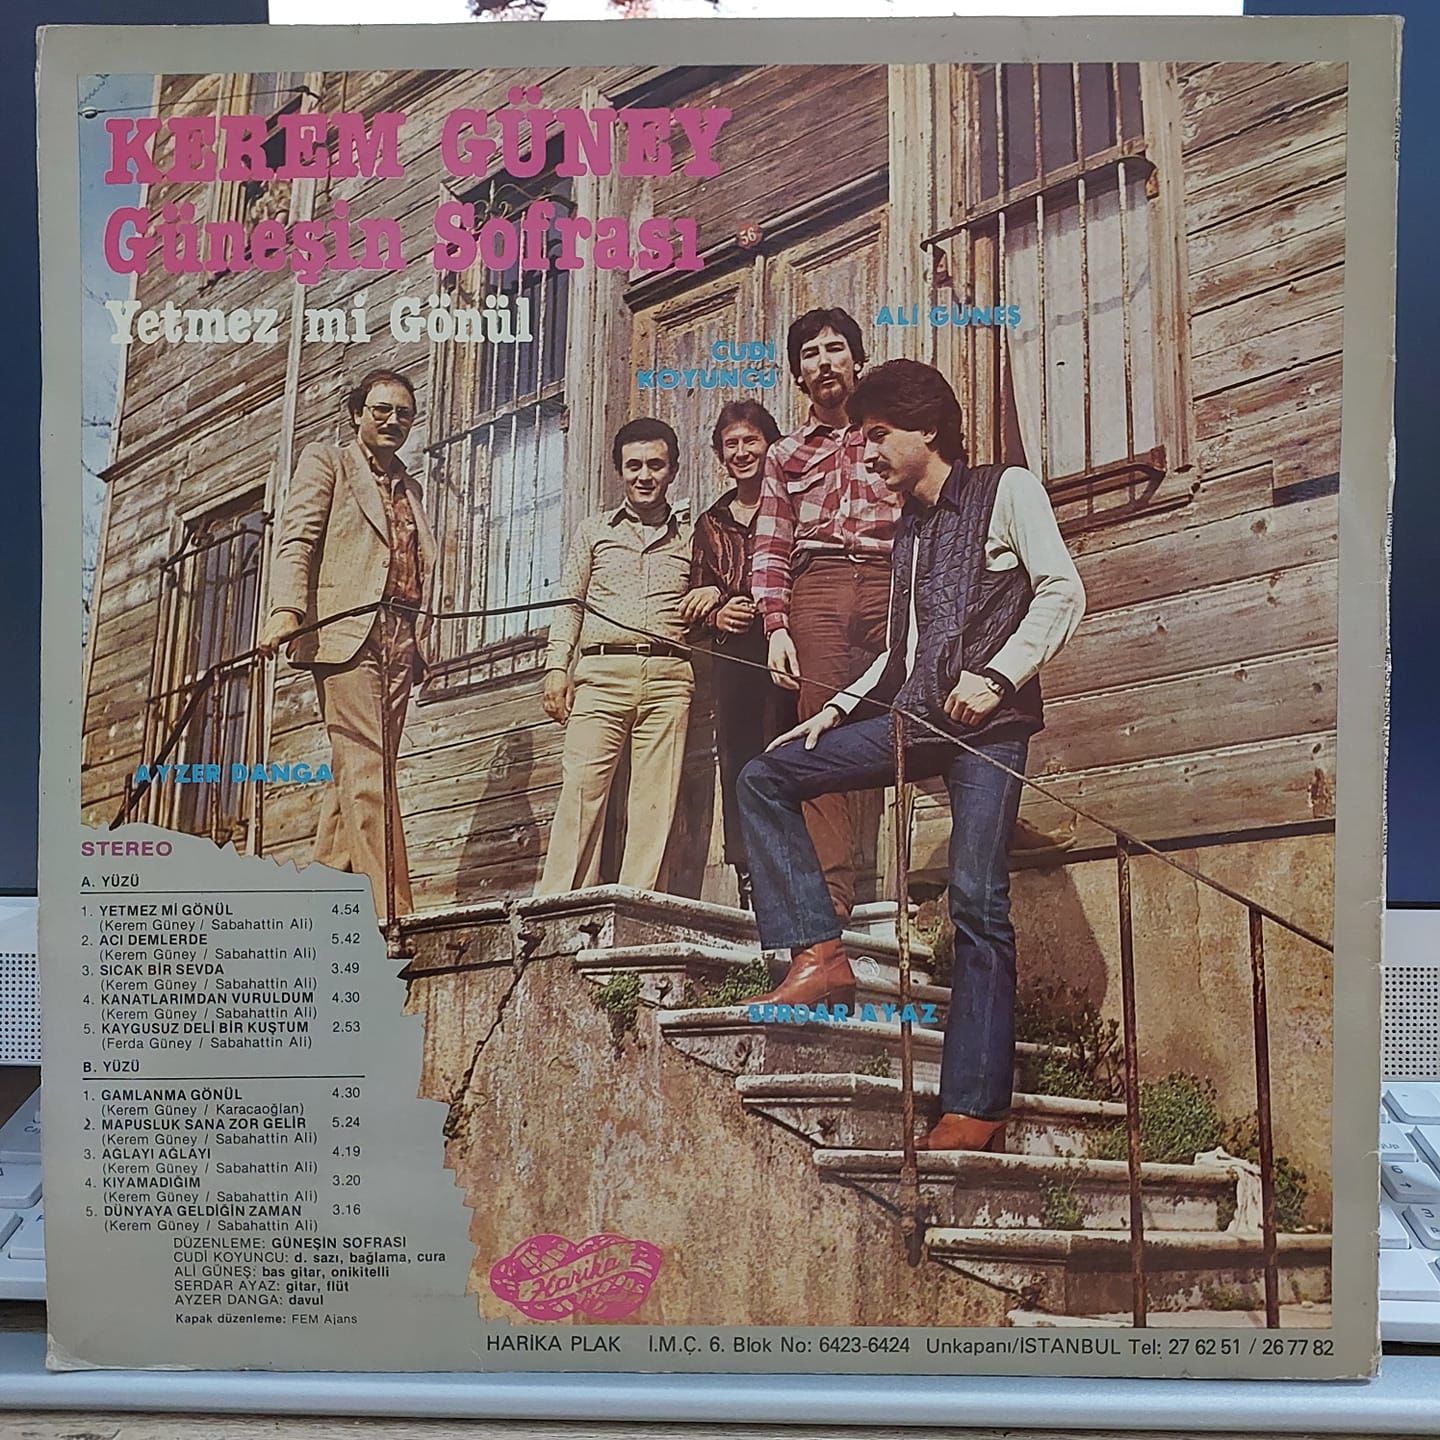 KEREM GÜNEY
Güneşin Sofrası
Yetmez mi Gönül
56
ALİ GÜNEŞ
CUDİ
KOYUNCU
AYZER DANGA
SERDAR AYAZ
STEREO
A. YÜZÜ
1. YETMEZ Mİ GÖNÜL 4.54
(Kerem Güney / Sabahattin Ali)
2. ACI DEMLERDE 5.42
(Kerem Güney / Sabahattin Ali)
3. SICAK BİR SEVDA 3.49
(Kerem Güney / Sabahattin Ali)
4. KANATLARIMDAN VURULDUM 4.30
(Kerem Güney / Sabahattin Ali)
5. KAYGUSUZ DELİ BİR KUŞTUM 2.53
(Ferda Güney / Sabahattin Ali)
B. YÜZÜ
1. GAMLANMA GÖNÜL 4.30
(Kerem Güney / Karacaoğlan)
2. MAPUSLUK SANA ZOR GELİR 5.24
(Kerem Güney / Sabahattin Ali)
3. AĞLAYI AĞLAYI 4.19
(Kerem Güney / Sabahattin Ali)
4. KIYAMADIĞIM 3.20
(Kerem Güney / Sabahattin Ali)
5. DÜNYAYA GELDİĞİN ZAMAN 3.16
(Kerem Güney / Sabahattin Ali)
DÜZENLEME: GÜNEŞİN SOFRASI
CUDİ KOYUNCU: d. sazı, bağlama, cura
ALİ GÜNEŞ: bas gitar, onikitelli
SERDAR AYAZ: gitar, flüt
AYZER DANGA: davul
Kapak düzenleme: FEM Ajans
Harika
HARİKA PLAK İ.M.Ç. 6. Blok No: 6423-6424 Unkapanı/İSTANBUL Tel: 27 62 51 / 26 77 82